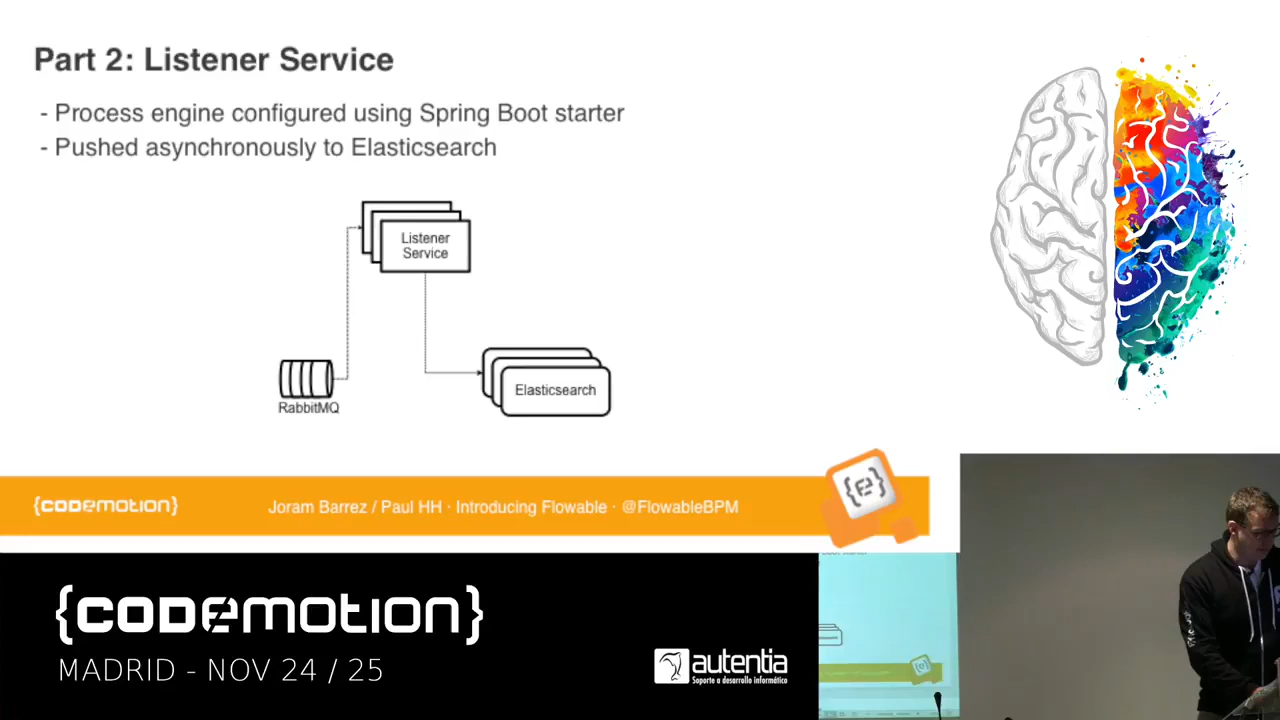 Part 2: Listener Service
- Process engine configured using Spring Boot starter
- Pushed asynchronously to Elasticsearch
Listener
Service
Elasticsearch
RabbitMQ
{codemotion}
Joram Barrez / Paul HH · Introducing Flowable · @FlowableBPM
{e}
{codemotion}
MADRID - NOV 24 / 25
autentia
Soporte a desarrollo informático